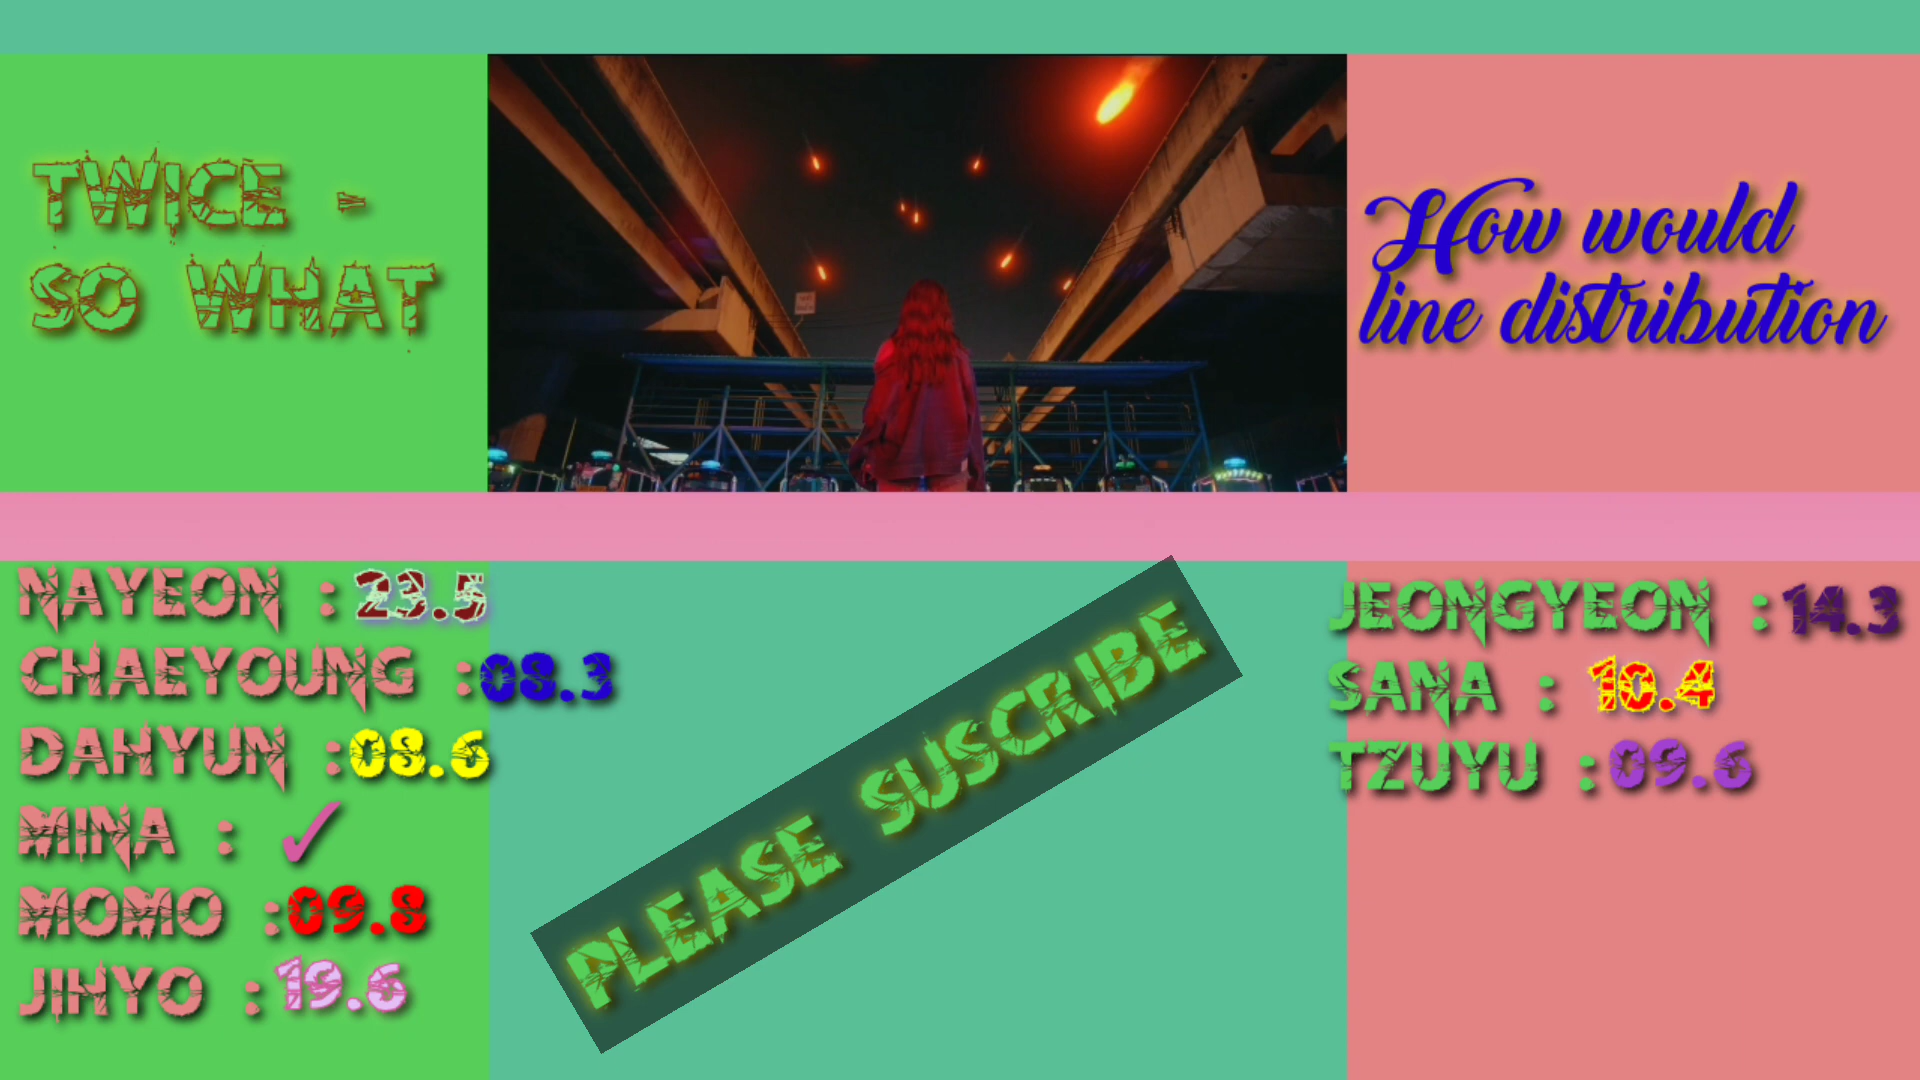 TWICE -
SO WHAT
How would
line distribution
NAYEON : 23.5
CHAEYOUNG :08.3
DAHYUN :08.6
MINA : ✓
MOMO :09.8
JIHYO :19.6
PLEASE SUSCRIBE
JEONGYEON :14.3
SANA : 10.4
TZUYU :09.6